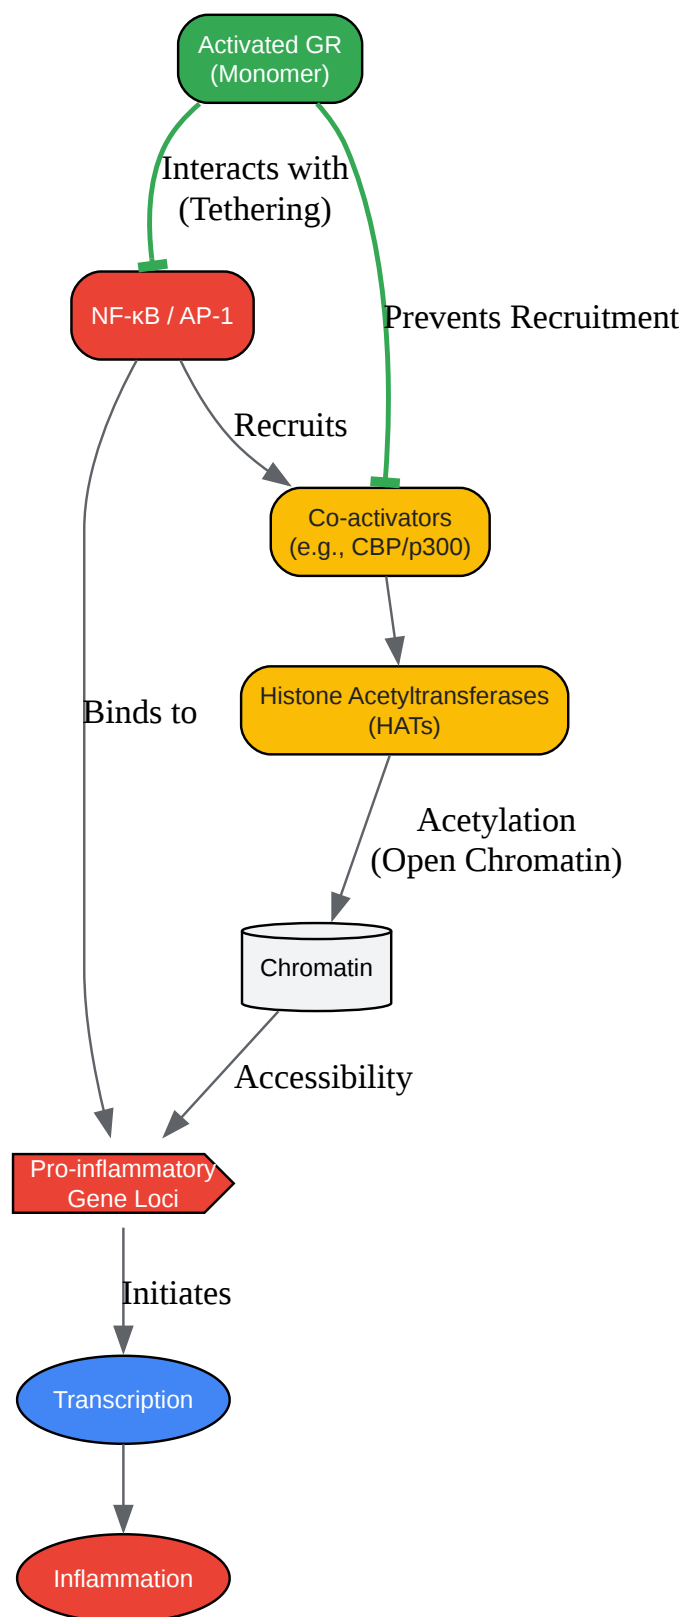 Activated GR
(Monomer)
Interacts with
(Tethering)
NF-κB / AP-1
Prevents Recruitment
Recruits
Co-activators
(e.g., CBP/p300)
Histone Acetyltransferases
(HATs)
Binds to
Acetylation
(Open Chromatin)
Chromatin
Accessibility
Pro-inflammatory
Gene Loci
Initiates
Transcription
Inflammation